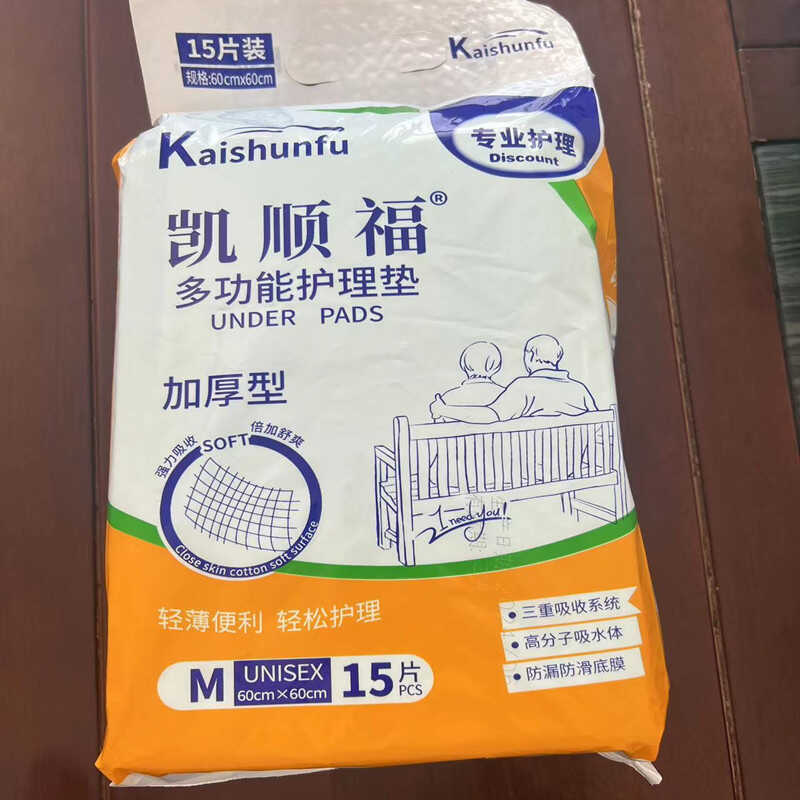 15片装
规格:60cmx60cm
Kaishunfu
专业护理
Discount
Kaishunfu
凯顺福®
多功能护理垫
UNDER PADS
加厚型
强力吸收 SOFT 倍加舒爽
Close skin cotton soft surface
I need you!
轻薄便利 轻松护理
三重吸收系统
高分子吸水体
防漏防滑底膜
M UNISEX 60cm×60cm 15片 PCS